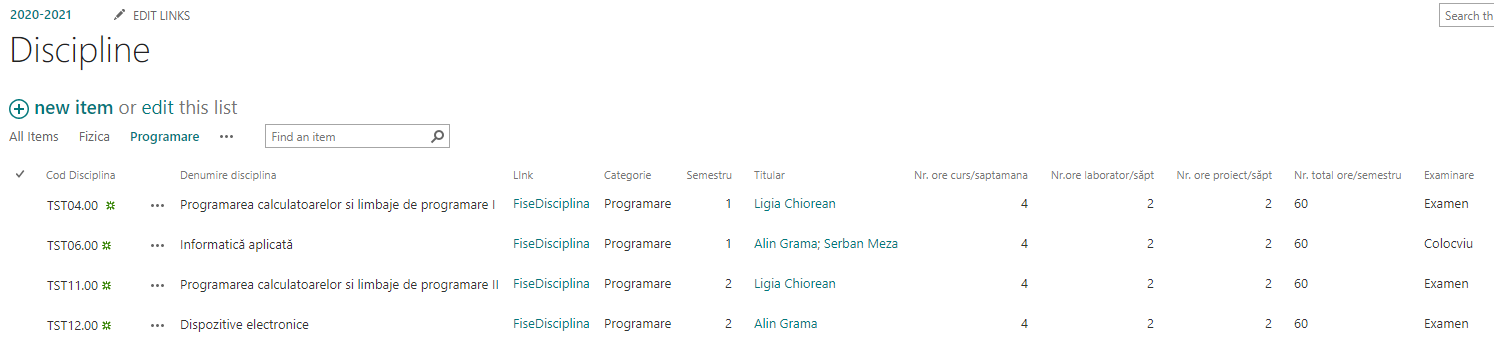 2020-2021 EDIT LINKS
Search th
Discipline
new item or edit this list
All Items Fizica Programare ••• Find an item
Cod Disciplina Denumire disciplina LInk Categorie Semestru Titular Nr. ore curs/saptamana Nr.ore laborator/săpt Nr. ore proiect/săpt Nr. total ore/semestru Examinare
TST04.00 ••• Programarea calculatoarelor si limbaje de programare I FiseDisciplina Programare 1 Ligia Chiorean 4 2 2 60 Examen
TST06.00 ••• Informatică aplicată FiseDisciplina Programare 1 Alin Grama; Serban Meza 4 2 2 60 Colocviu
TST11.00 ••• Programarea calculatoarelor si limbaje de programare II FiseDisciplina Programare 2 Ligia Chiorean 4 2 2 60 Examen
TST12.00 ••• Dispozitive electronice FiseDisciplina Programare 2 Alin Grama 4 2 2 60 Examen